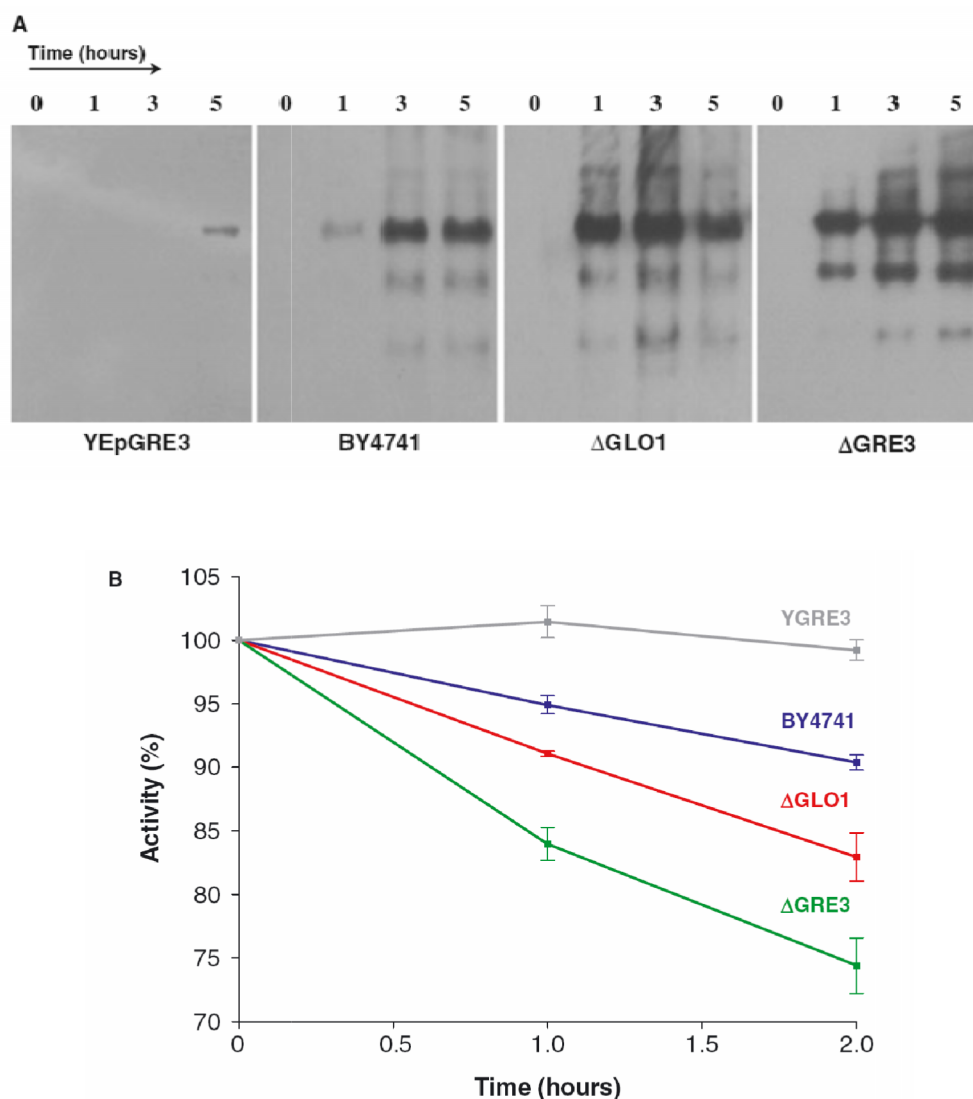 A
Time (hours)
0 1 3 5 0 1 3 5 0 1 3 5 0 1 3 5
YEpGRE3 BY4741 ΔGLO1 ΔGRE3
B
105
100
95
90
85
80
75
70
Activity (%)
YGRE3
BY4741
ΔGLO1
ΔGRE3
0 0.5 1.0 1.5 2.0
Time (hours)